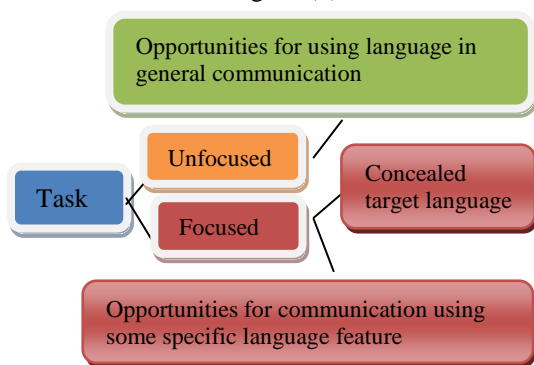 Opportunities for using language in
general communication
Unfocused
Concealed
target language
Task
Focused
Opportunities for communication using
some specific language feature